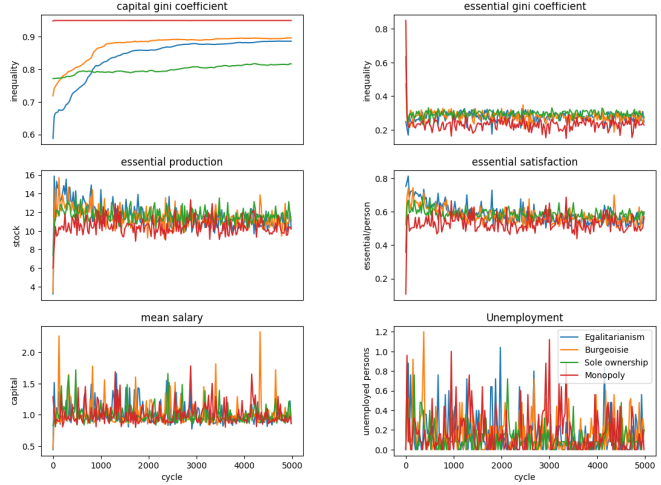 capital gini coefficient
inequality
0.9
0.8
0.7
0.6
essential gini coefficient
inequality
0.8
0.6
0.4
0.2
essential production
stock
16
14
12
10
8
6
4
essential satisfaction
essential/person
0.8
0.6
0.4
0.2
mean salary
capital
2.0
1.5
1.0
0.5
0
1000
2000
3000
4000
5000
cycle
Unemployment
unemployed persons
1.2
1.0
0.8
0.6
0.4
0.2
0.0
Egalitarianism
Burgeoisie
Sole ownership
Monopoly
0
1000
2000
3000
4000
5000
cycle